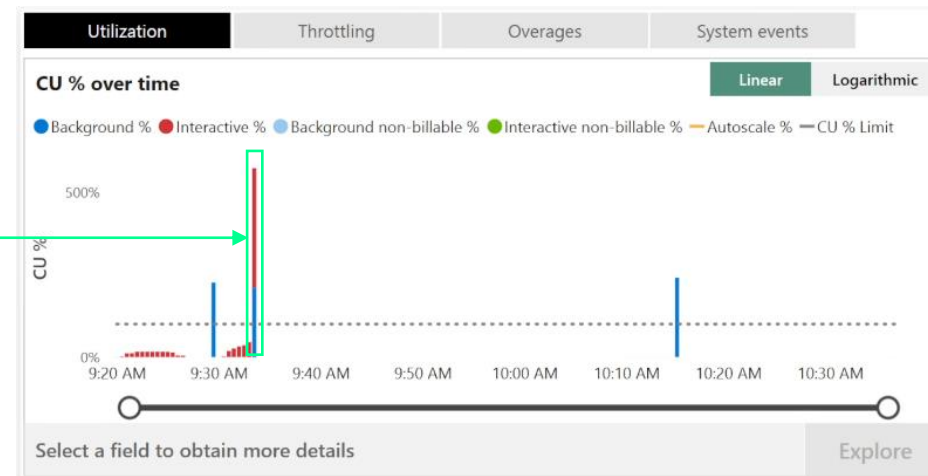 Utilization Throttling Overages System events
CU % over time Linear Logarithmic
Background % Interactive % Background non-billable % Interactive non-billable % Autoscale % CU % Limit
500%
CU %
0%
9:20 AM 9:30 AM 9:40 AM 9:50 AM 10:00 AM 10:10 AM 10:20 AM 10:30 AM
Select a field to obtain more details Explore